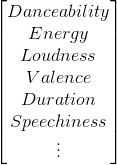 Danceability
Energy
Loudness
Valence
Duration
Speechiness
⋮